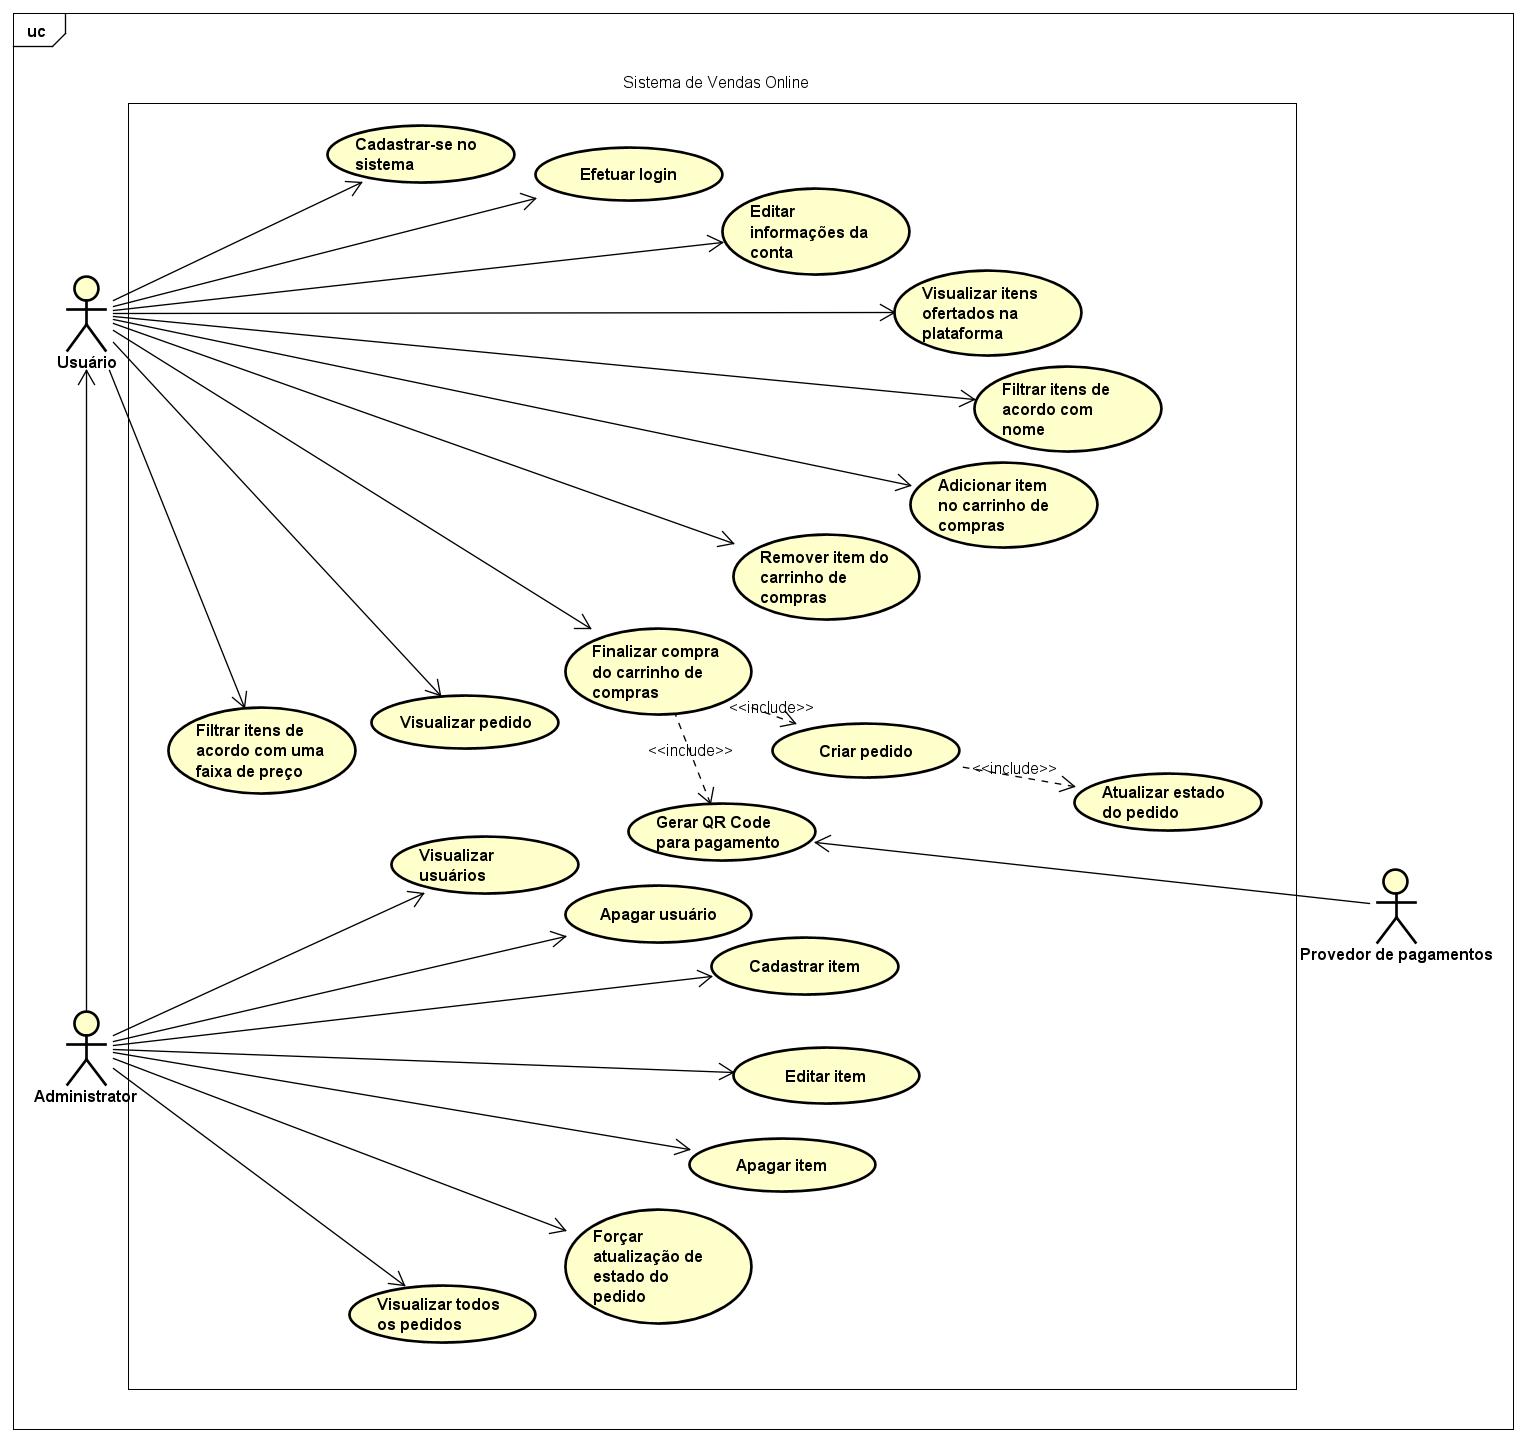 uc
Sistema de Vendas Online
Cadastrar-se no
sistema
Efetuar login
Editar
informações da
conta
Visualizar itens
ofertados na
plataforma
Usuário
Filtrar itens de
acordo com
nome
Adicionar item
no carrinho de
compras
Remover item do
carrinho de
compras
Finalizar compra
do carrinho de
compras
Visualizar pedido
Filtrar itens de
acordo com uma
faixa de preço
<<include>>
<<include>>
Criar pedido
<<include>>
Atualizar estado
do pedido
Gerar QR Code
para pagamento
Visualizar
usuários
Apagar usuário
Cadastrar item
Provedor de pagamentos
Administrator
Editar item
Apagar item
Forçar
atualização de
estado do
pedido
Visualizar todos
os pedidos